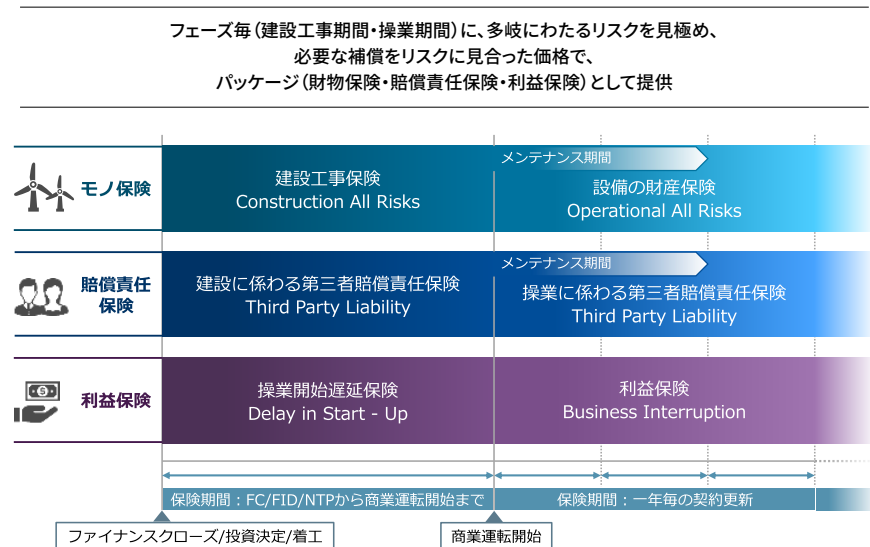 フェーズ毎（建設工事期間・操業期間）に、多岐にわたるリスクを見極め、
必要な補償をリスクに見合った価格で、
パッケージ（財物保険・賠償責任保険・利益保険）として提供
モノ保険
建設工事保険
Construction All Risks
メンテナンス期間
設備の財産保険
Operational All Risks
賠償責任
保険
建設に係わる第三者賠償責任保険
Third Party Liability
メンテナンス期間
操業に係わる第三者賠償責任保険
Third Party Liability
利益保険
操業開始遅延保険
Delay in Start - Up
利益保険
Business Interruption
保険期間：FC/FID/NTPから商業運転開始まで
保険期間：一年毎の契約更新
ファイナンスクローズ/投資決定/着工
商業運転開始